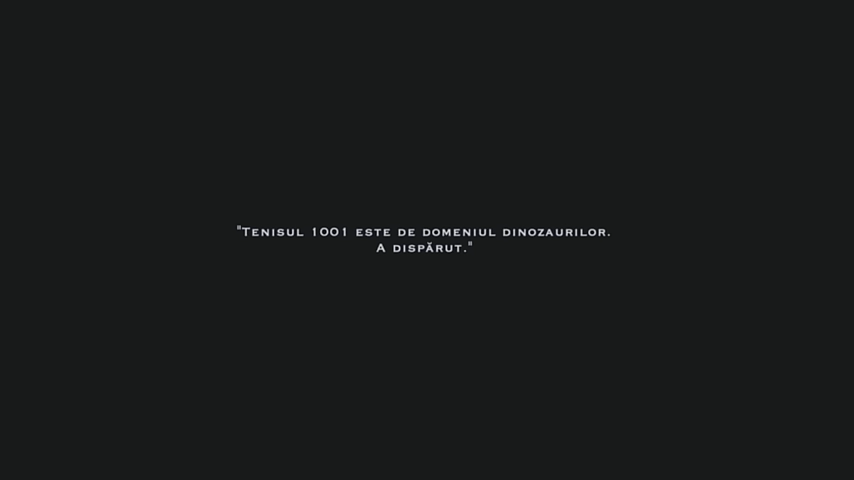 "Tenisul 1001 este de domeniul dinozaurilor.
A dispărut."